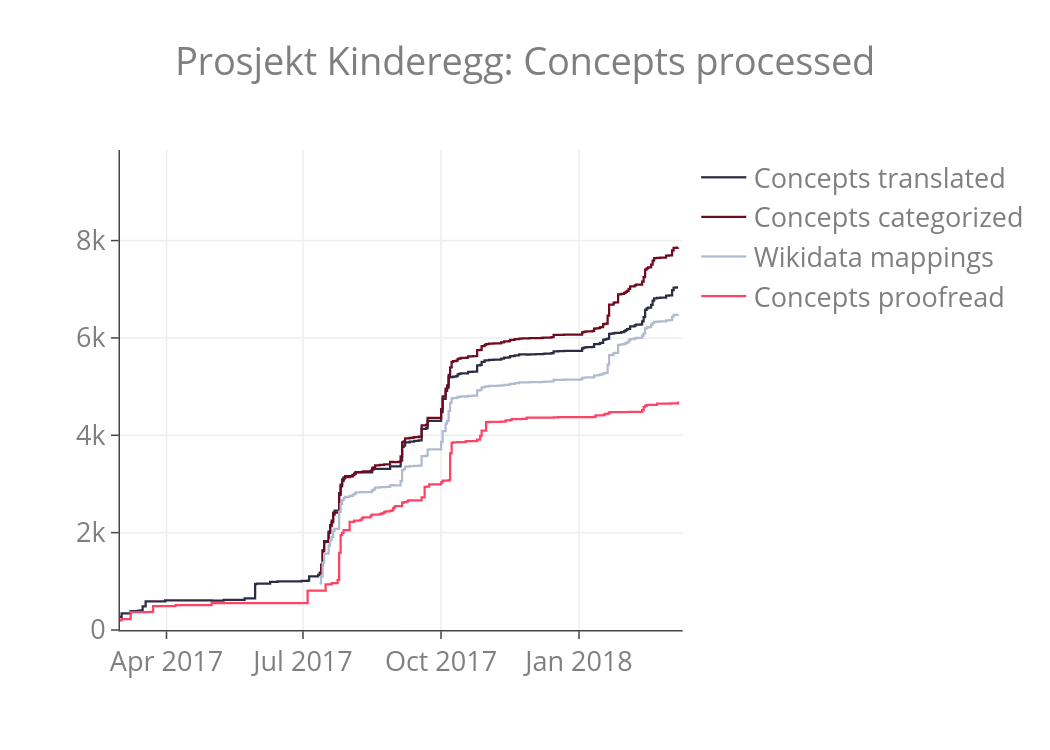 Prosjekt Kinderegg: Concepts processed
Concepts translated
Concepts categorized
Wikidata mappings
Concepts proofread
8k
6k
4k
2k
0
Apr 2017 Jul 2017 Oct 2017 Jan 2018